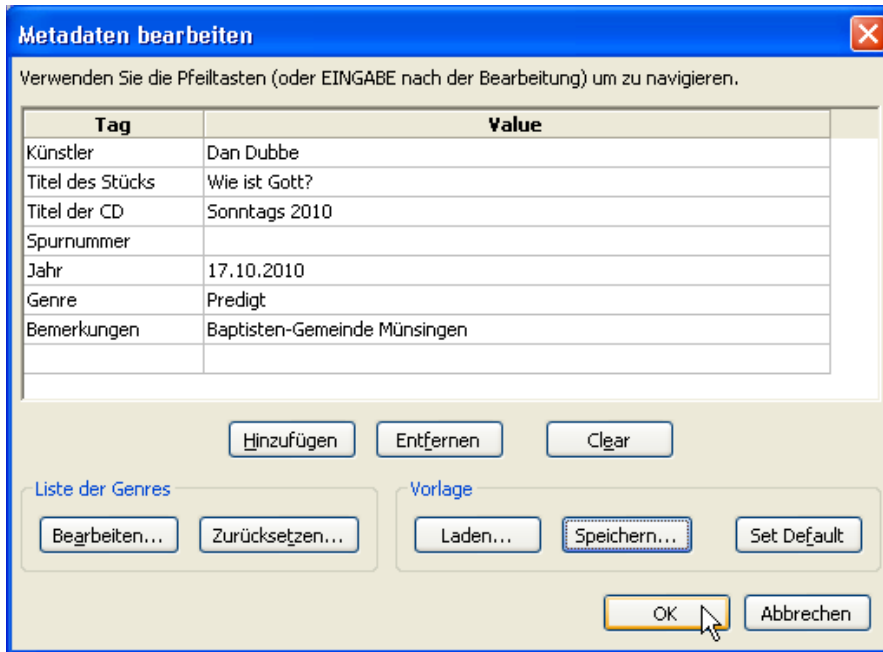 Metadaten bearbeiten
Verwenden Sie die Pfeiltasten (oder EINGABE nach der Bearbeitung) um zu navigieren.
Tag Value
Künstler Dan Dubbe
Titel des Stücks Wie ist Gott?
Titel der CD Sonntags 2010
Spurnummer
Jahr 17.10.2010
Genre Predigt
Bemerkungen Baptisten-Gemeinde Münsingen
Hinzufügen Entfernen Clear
Liste der Genres Vorlage
Bearbeiten... Zurücksetzen... Laden... Speichern... Set Default
OK Abbrechen